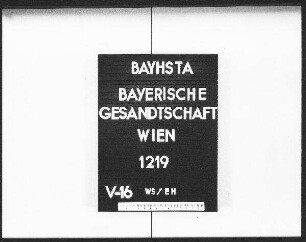 BAYHSTA
BAYERISCHE
GESANDTSCHAFT
WIEN
1219
V-16 WS/EH